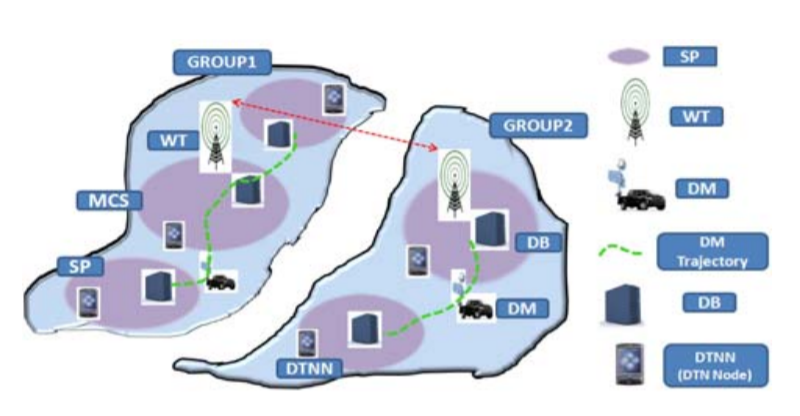 GROUP1
SP
WT
GROUP2
WT
DM
MCS
DB
DM
Trajectory
SP
DB
DM
DTNN
DTNN
(DTN Node)